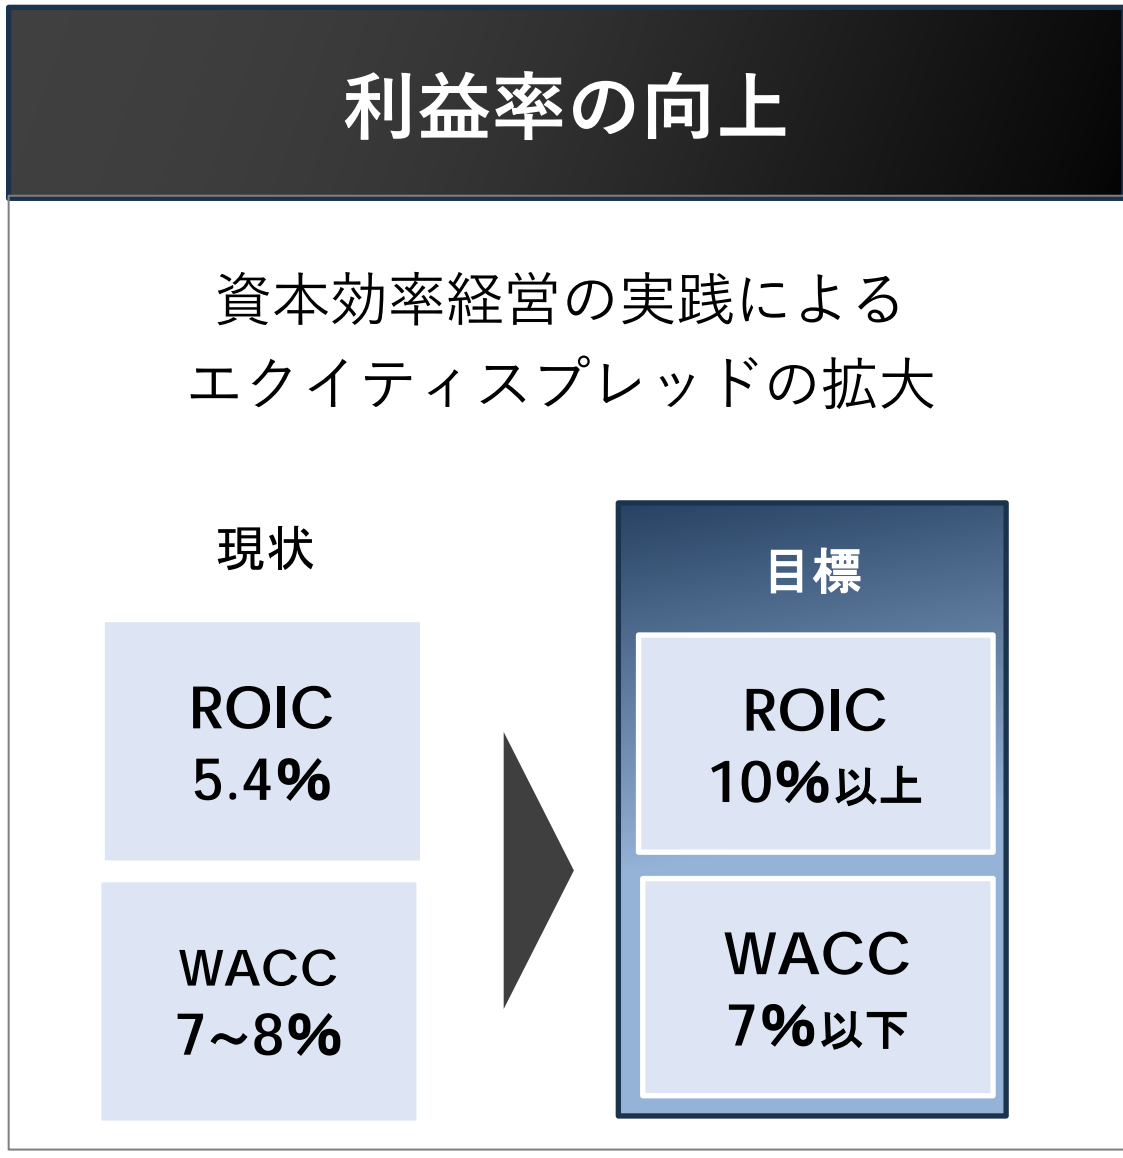 利益率の向上
資本効率経営の実践による
エクイティスプレッドの拡大
現状
ROIC
5.4%
WACC
7~8%
目標
ROIC
10%以上
WACC
7%以下